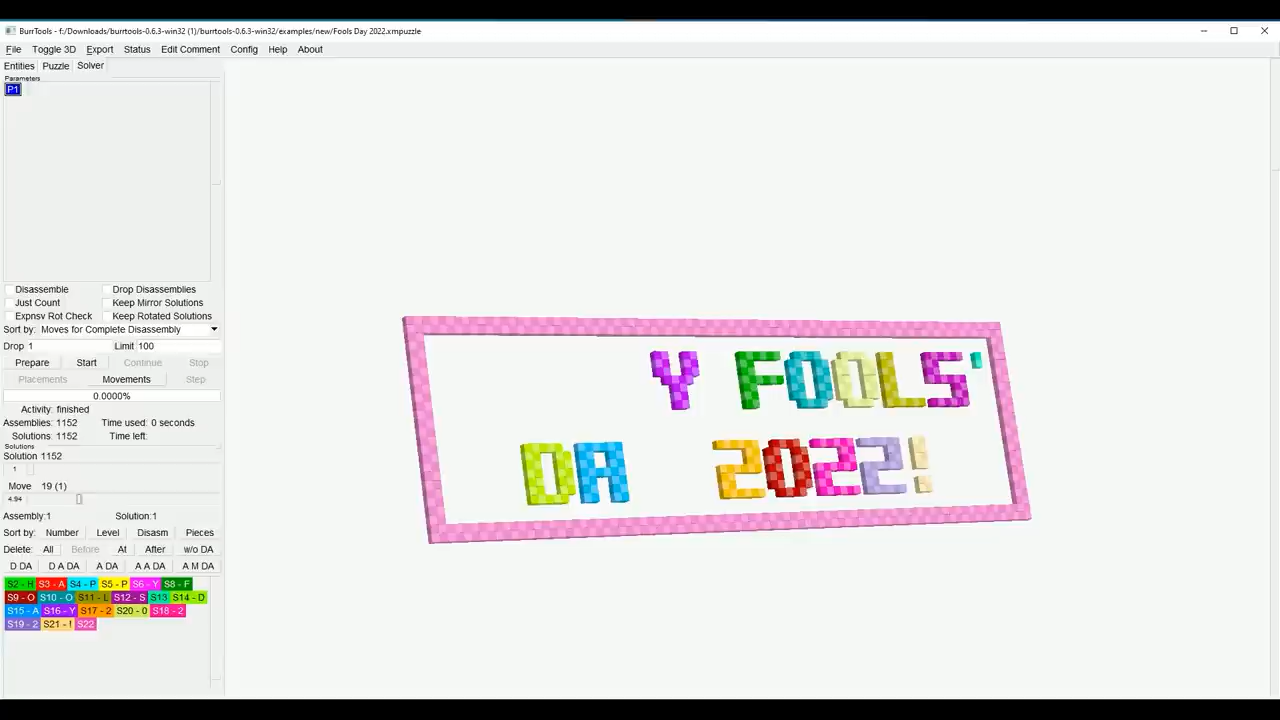 BurrTools - f:/Downloads/burrtools-0.6.3-win32 (1)/burrtools-0.6.3-win32/examples/new/Fools Day 2022.xmpuzzle
File Toggle 3D Export Status Edit Comment Config Help About
Entities Puzzle Solver
Parameters
P1
Disassemble Drop Disassemblies
Just Count Keep Mirror Solutions
Expnsv Rot Check Keep Rotated Solutions
Sort by: Moves for Complete Disassembly
Drop 1 Limit 100
Prepare Start Continue Stop
Placements Movements Step
0.0000%
Activity: finished
Assemblies: 1152 Time used: 0 seconds
Solutions: 1152 Time left:
Solutions
Solution 1152
1
Move 19 (1)
4.94
Assembly:1 Solution:1
Sort by: Number Level Disasm Pieces
Delete: All Before At After w/o DA
D DA A DA A DA A A DA A M DA
S2 - H S3 - A S4 - P S5 - P S6 - Y S8 - F
S9 - O S10 - O S11 - L S12 - S S13 S14 - D
S15 - A S16 - Y S17 - 2 S20 - 0 S18 - 2
S19 - 2 S21 - ! S22
Y FOOLS'
DA 2022!